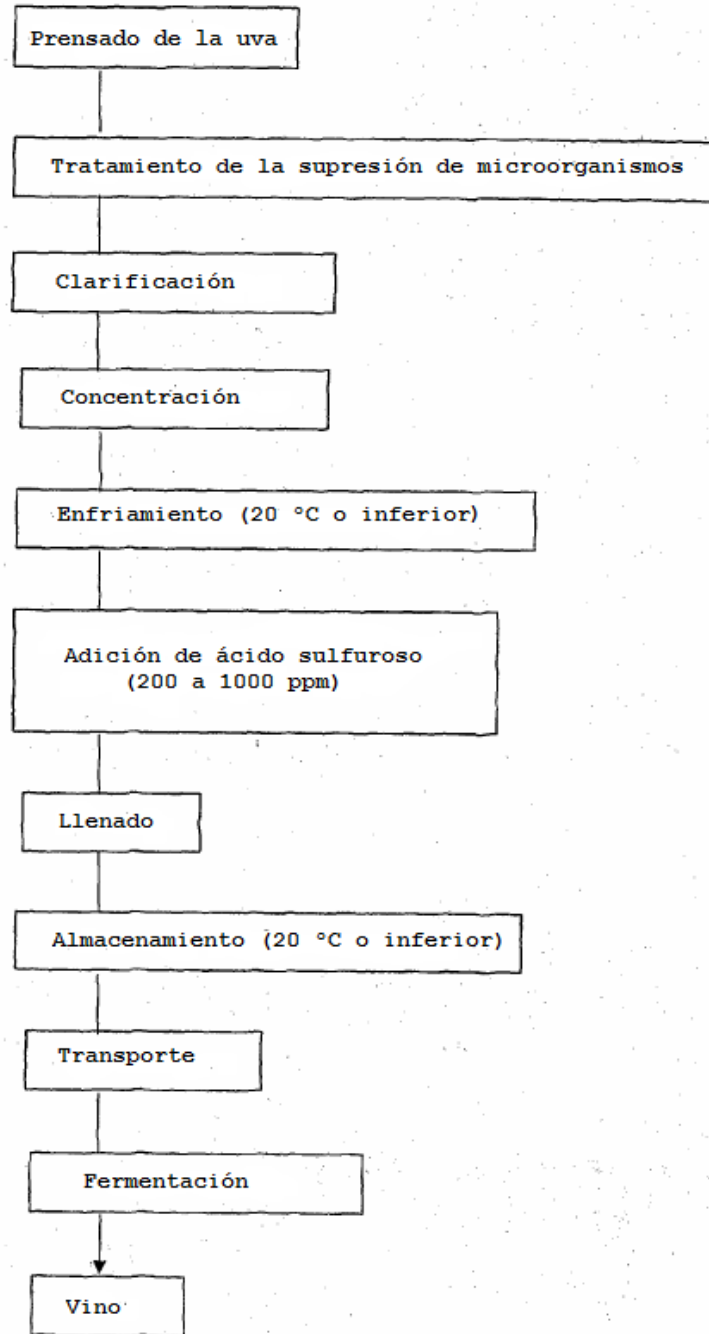 Prensado de la uva
Tratamiento de la supresión de microorganismos
Clarificación
Concentración
Enfriamiento (20 °C o inferior)
Adición de ácido sulfuroso
(200 a 1000 ppm)
Llenado
Almacenamiento (20 °C o inferior)
Transporte
Fermentación
Vino